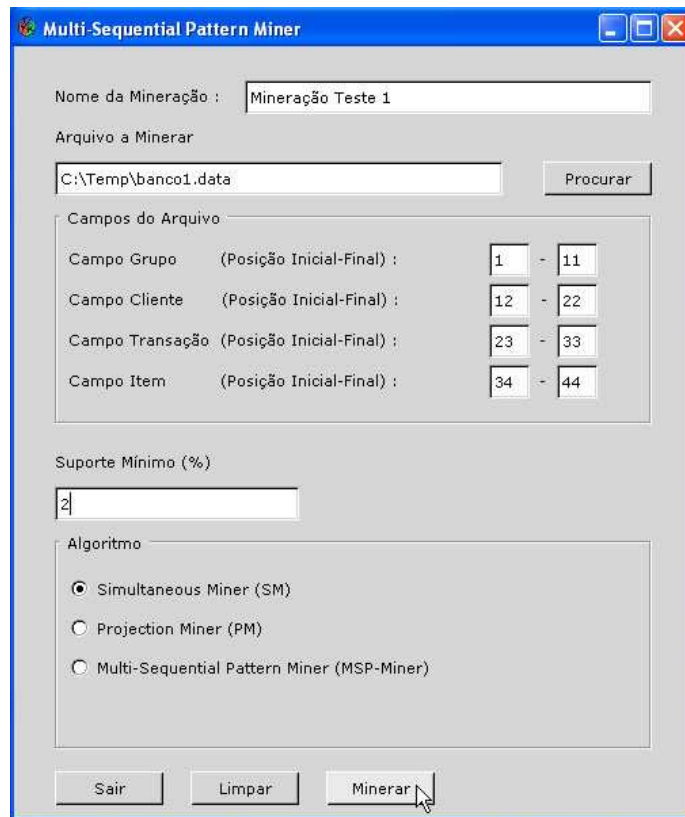 Multi-Sequential Pattern Miner
Nome da Mineração : Mineração Teste 1
Arquivo a Minerar
C:\Temp\banco1.data Procurar
Campos do Arquivo
Campo Grupo (Posição Inicial-Final) : 1 - 11
Campo Cliente (Posição Inicial-Final) : 12 - 22
Campo Transação (Posição Inicial-Final) : 23 - 33
Campo Item (Posição Inicial-Final) : 34 - 44
Suporte Mínimo (%)
2
Algoritmo
Simultaneous Miner (SM)
Projection Miner (PM)
Multi-Sequential Pattern Miner (MSP-Miner)
Sair Limpar Minerar